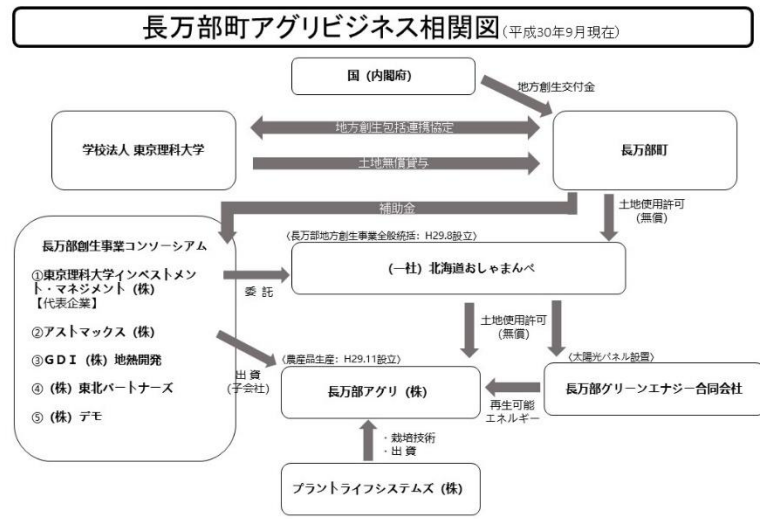 長万部町アグリビジネス相関図(平成30年9月現在)
国 (内閣府)
地方創生交付金
学校法人 東京理科大学
地方創生包括連携協定
土地無償貸与
長万部町
補助金
土地使用許可
(無償)
長万部創生事業コンソーシアム
①東京理科大学インベストメン
ト・マネジメント (株)
【代表企業】
②アストマックス (株)
③GDI (株) 地熱開発
④ (株) 東北パートナーズ
⑤ (株) デモ
委 託
〈長万部地方創生事業全般統括: H29.8設立〉
(一社) 北海道おしゃまんべ
土地使用許可
(無償)
出 資
(子会社)
〈農産品生産: H29.11設立〉
長万部アグリ (株)
〈太陽光パネル設置〉
長万部グリーンエナジー合同会社
再生可能
エネルギー
・栽培技術
・出 資
プラントライフシステムズ (株)